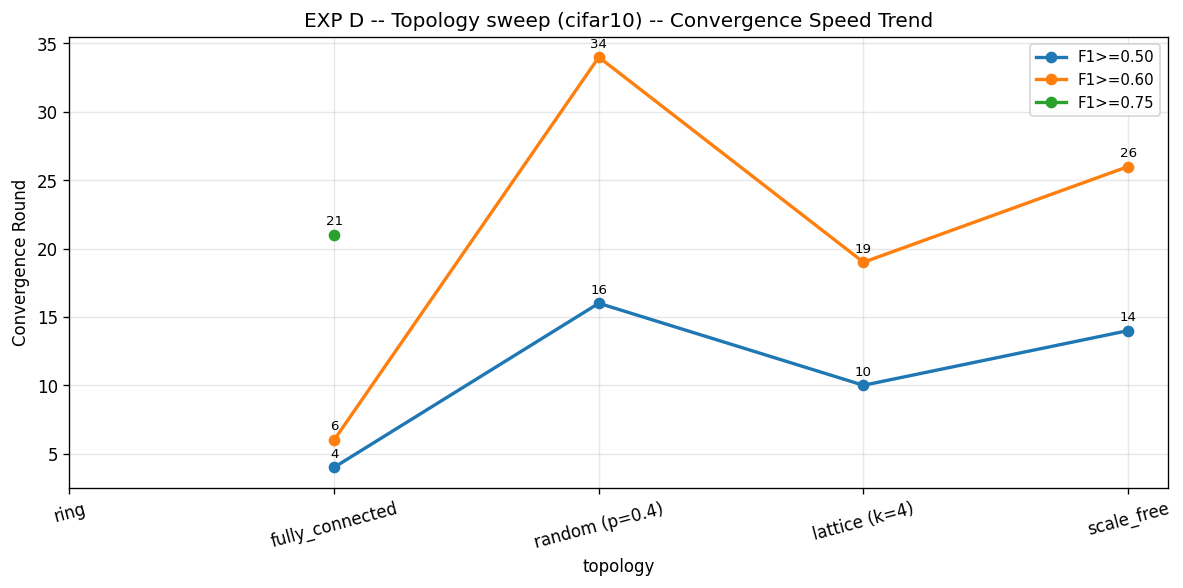 EXP D -- Topology sweep (cifar10) -- Convergence Speed Trend
35
30
25
20
15
10
5
Convergence Round
F1>=0.50
F1>=0.60
F1>=0.75
34
26
21
19
16
14
10
6
4
ring
fully_connected
random (p=0.4)
lattice (k=4)
scale_free
topology